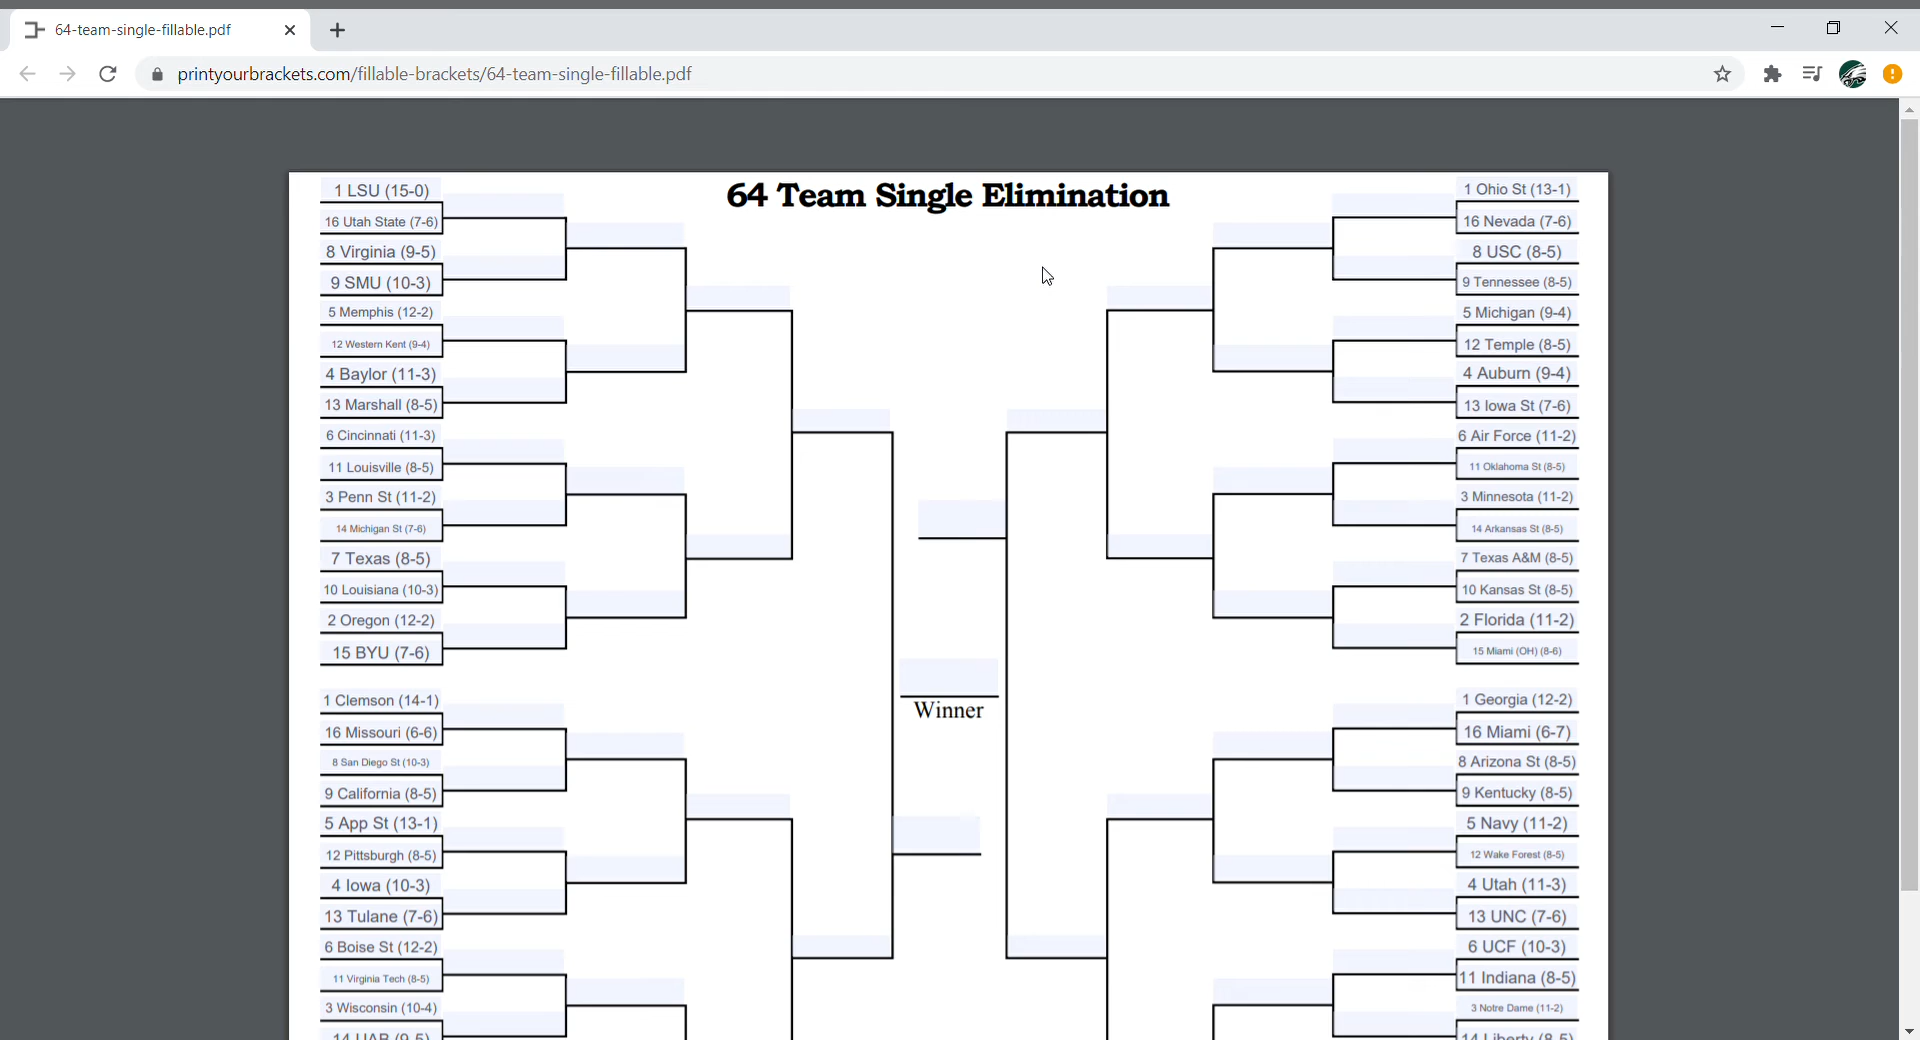 64-team-single-fillable.pdf
printyourbrackets.com/fillable-brackets/64-team-single-fillable.pdf
64 Team Single Elimination
1 LSU (15-0)
16 Utah State (7-6)
8 Virginia (9-5)
9 SMU (10-3)
5 Memphis (12-2)
12 Western Kent (9-4)
4 Baylor (11-3)
13 Marshall (8-5)
6 Cincinnati (11-3)
11 Louisville (8-5)
3 Penn St (11-2)
14 Michigan St (7-6)
7 Texas (8-5)
10 Louisiana (10-3)
2 Oregon (12-2)
15 BYU (7-6)
1 Clemson (14-1)
16 Missouri (6-6)
8 San Diego St (10-3)
9 California (8-5)
5 App St (13-1)
12 Pittsburgh (8-5)
4 Iowa (10-3)
13 Tulane (7-6)
6 Boise St (12-2)
11 Virginia Tech (8-5)
3 Wisconsin (10-4)
14 UAB (9-5)
Winner
1 Ohio St (13-1)
16 Nevada (7-6)
8 USC (8-5)
9 Tennessee (8-5)
5 Michigan (9-4)
12 Temple (8-5)
4 Auburn (9-4)
13 Iowa St (7-6)
6 Air Force (11-2)
11 Oklahoma St (8-5)
3 Minnesota (11-2)
14 Arkansas St (8-5)
7 Texas A&M (8-5)
10 Kansas St (8-5)
2 Florida (11-2)
15 Miami (OH) (8-6)
1 Georgia (12-2)
16 Miami (6-7)
8 Arizona St (8-5)
9 Kentucky (8-5)
5 Navy (11-2)
12 Wake Forest (8-5)
4 Utah (11-3)
13 UNC (7-6)
6 UCF (10-3)
11 Indiana (8-5)
3 Notre Dame (11-2)
14 Liberty (8-5)